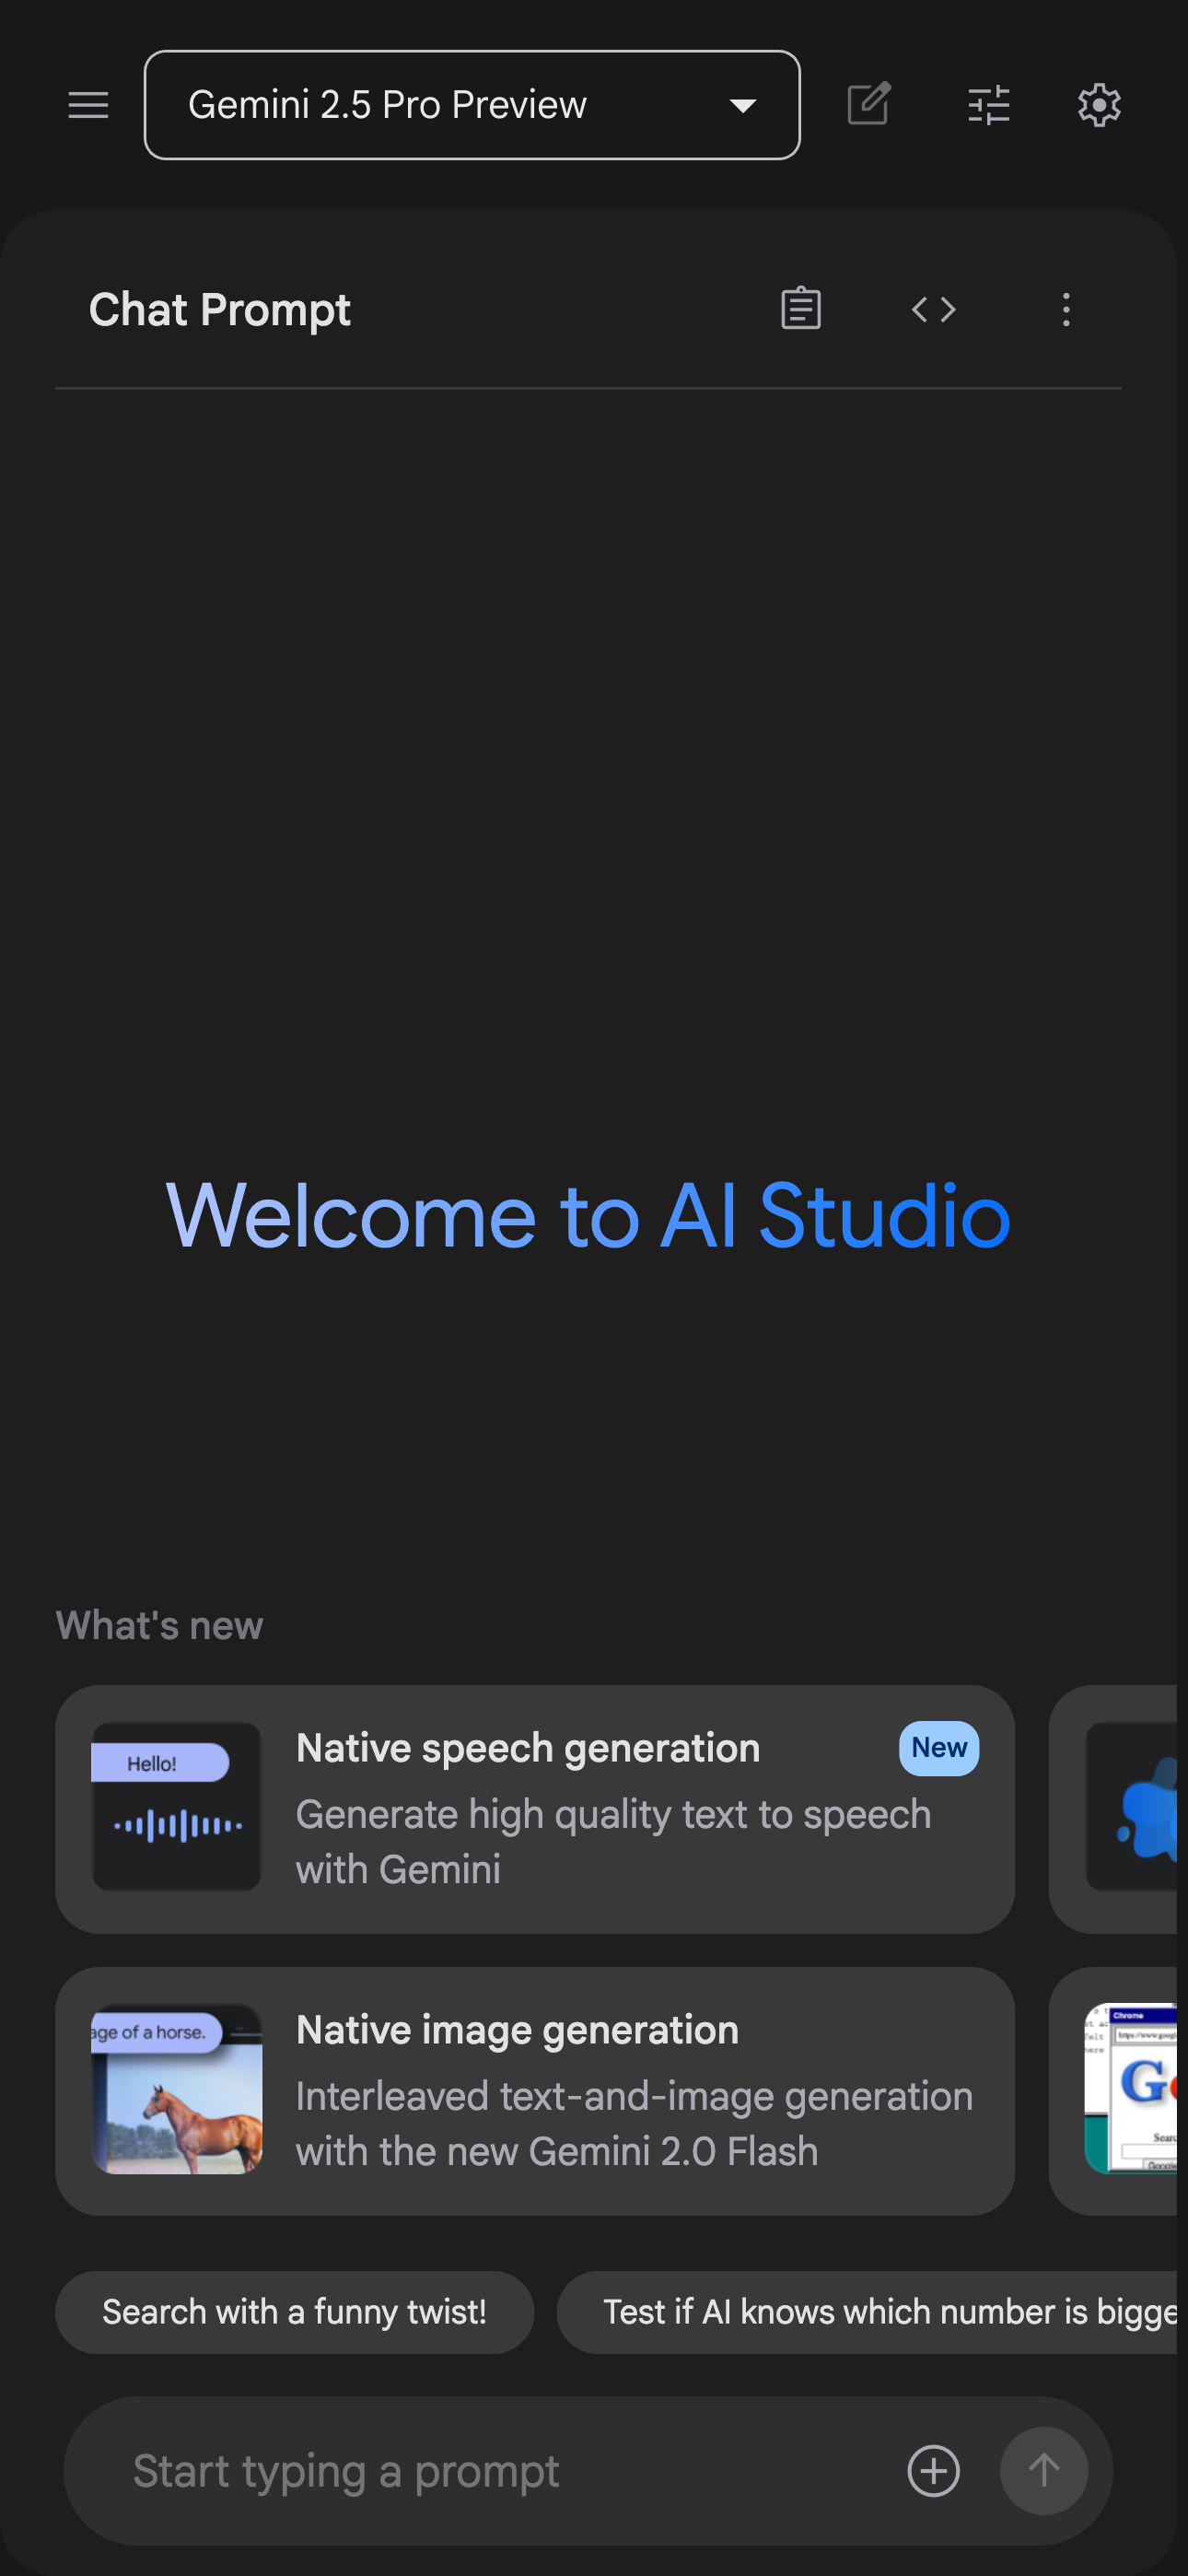 Gemini 2.5 Pro Preview
Chat Prompt
Welcome to AI Studio
What's new
Hello!
Native speech generation
New
Generate high quality text to speech
with Gemini
age of a horse.
Native image generation
Interleaved text-and-image generation
with the new Gemini 2.0 Flash
Chrome
Search with a funny twist!
Test if AI knows which number is bigge
Start typing a prompt